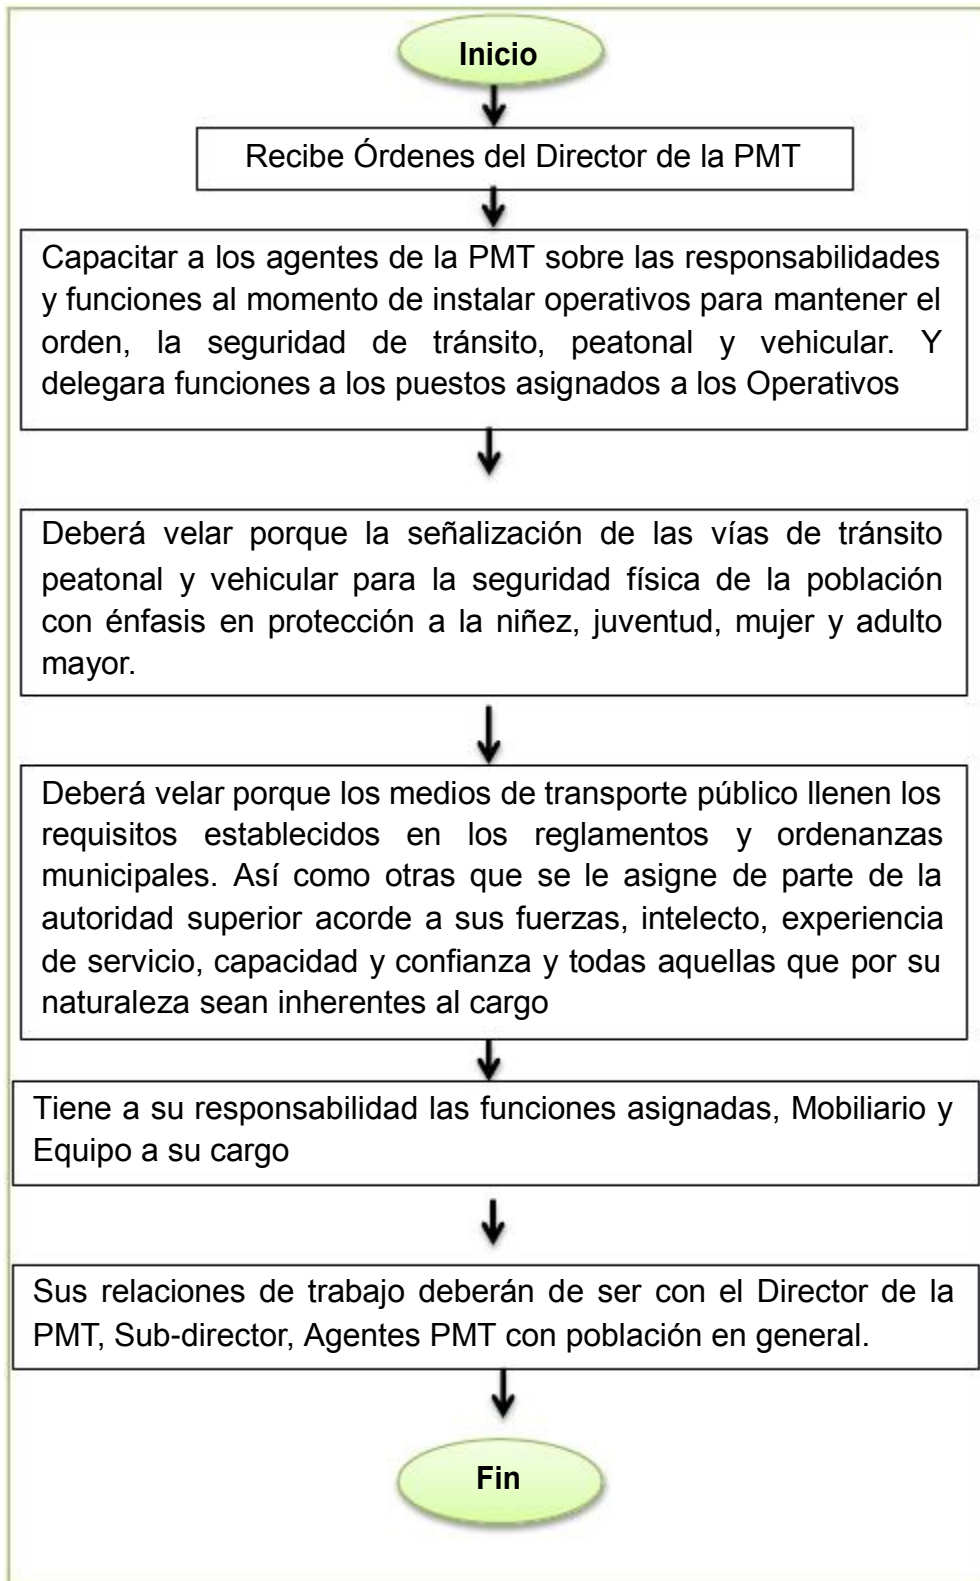 Inicio
Recibe Órdenes del Director de la PMT
Capacitar a los agentes de la PMT sobre las responsabilidades
y funciones al momento de instalar operativos para mantener el
orden, la seguridad de tránsito, peatonal y vehicular. Y
delegara funciones a los puestos asignados a los Operativos
Deberá velar porque la señalización de las vías de tránsito
peatonal y vehicular para la seguridad física de la población
con énfasis en protección a la niñez, juventud, mujer y adulto
mayor.
Deberá velar porque los medios de transporte público llenen los
requisitos establecidos en los reglamentos y ordenanzas
municipales. Así como otras que se le asigne de parte de la
autoridad superior acorde a sus fuerzas, intelecto, experiencia
de servicio, capacidad y confianza y todas aquellas que por su
naturaleza sean inherentes al cargo
Tiene a su responsabilidad las funciones asignadas, Mobiliario y
Equipo a su cargo
Sus relaciones de trabajo deberán de ser con el Director de la
PMT, Sub-director, Agentes PMT con población en general.
Fin